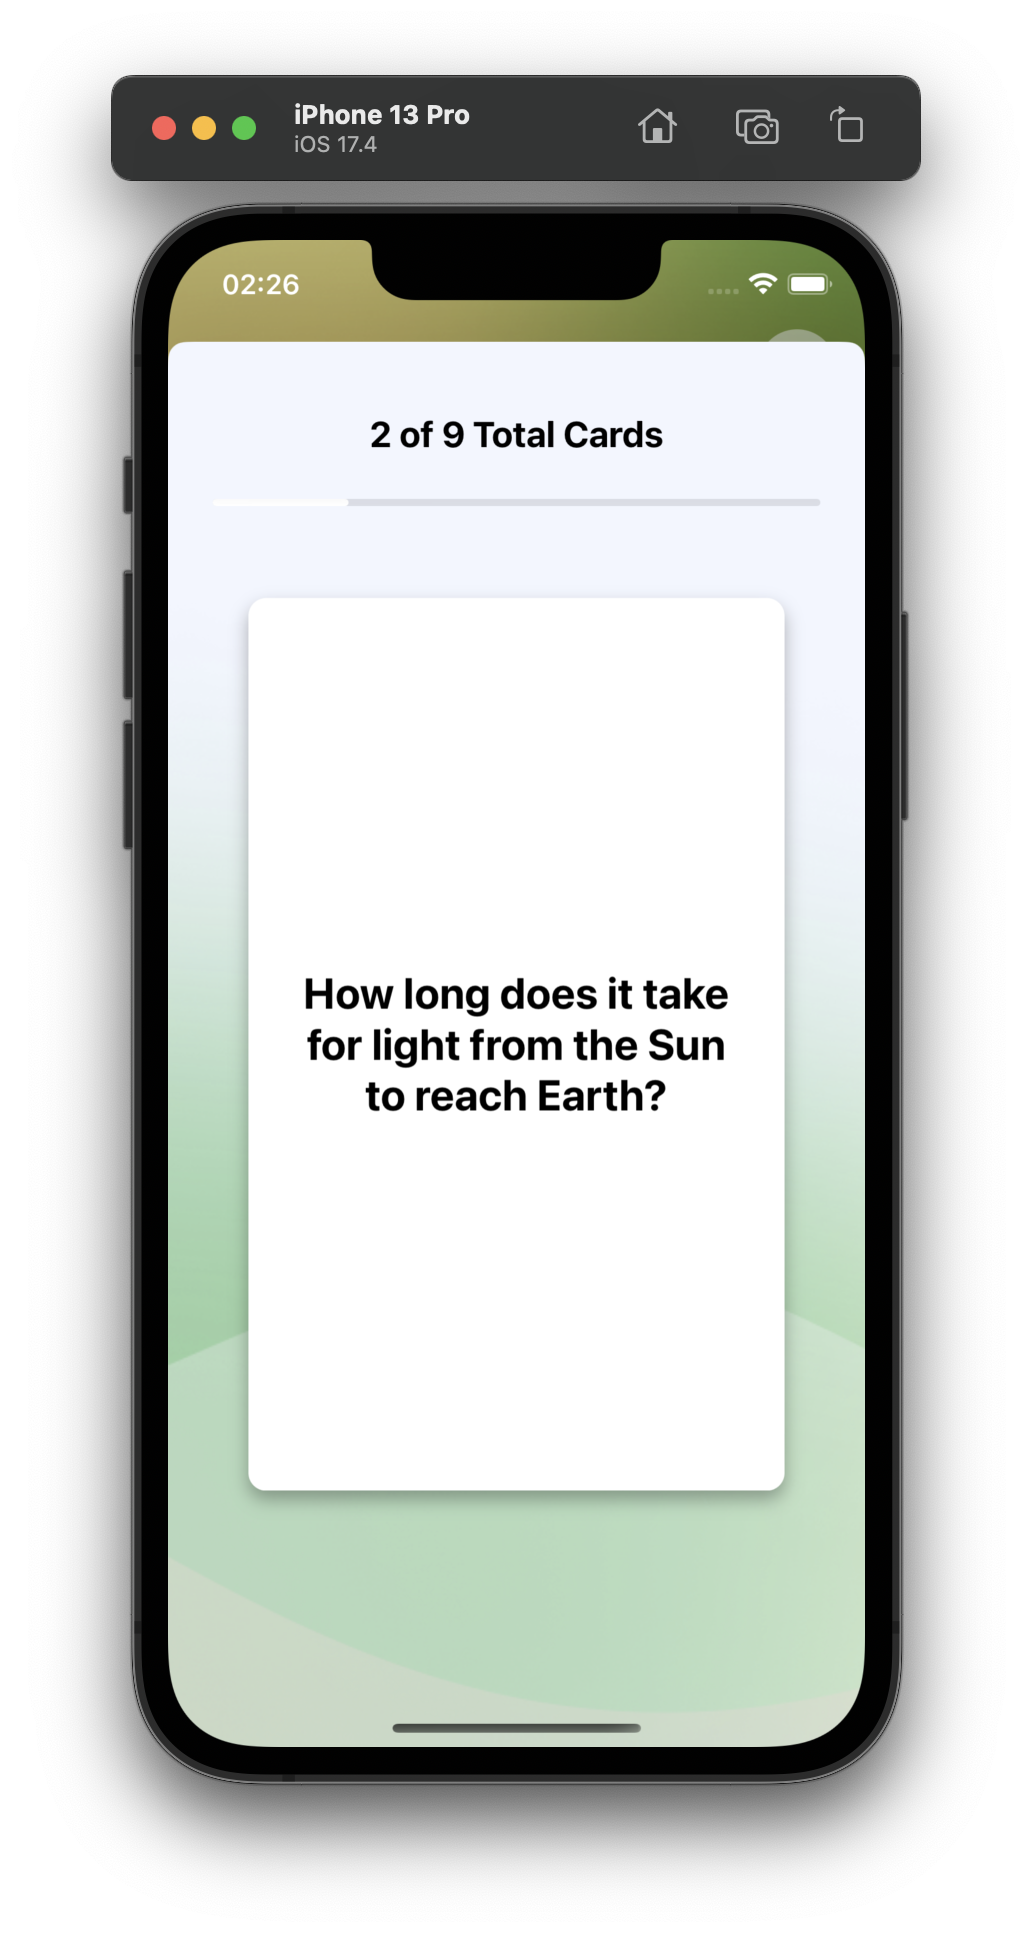 iPhone 13 Pro
iOS 17.4
02:26
2 of 9 Total Cards
How long does it take
for light from the Sun
to reach Earth?